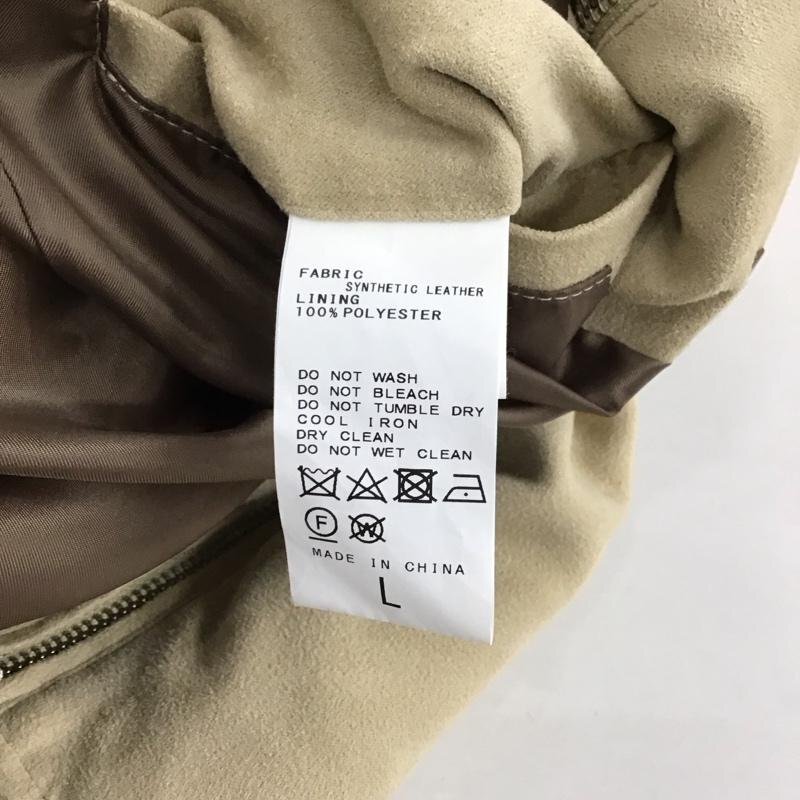 FABRIC
SYNTHETIC LEATHER
LINING
100% POLYESTER
DO NOT WASH
DO NOT BLEACH
DO NOT TUMBLE DRY
COOL IRON
DRY CLEAN
DO NOT WET CLEAN
F W
MADE IN CHINA
L